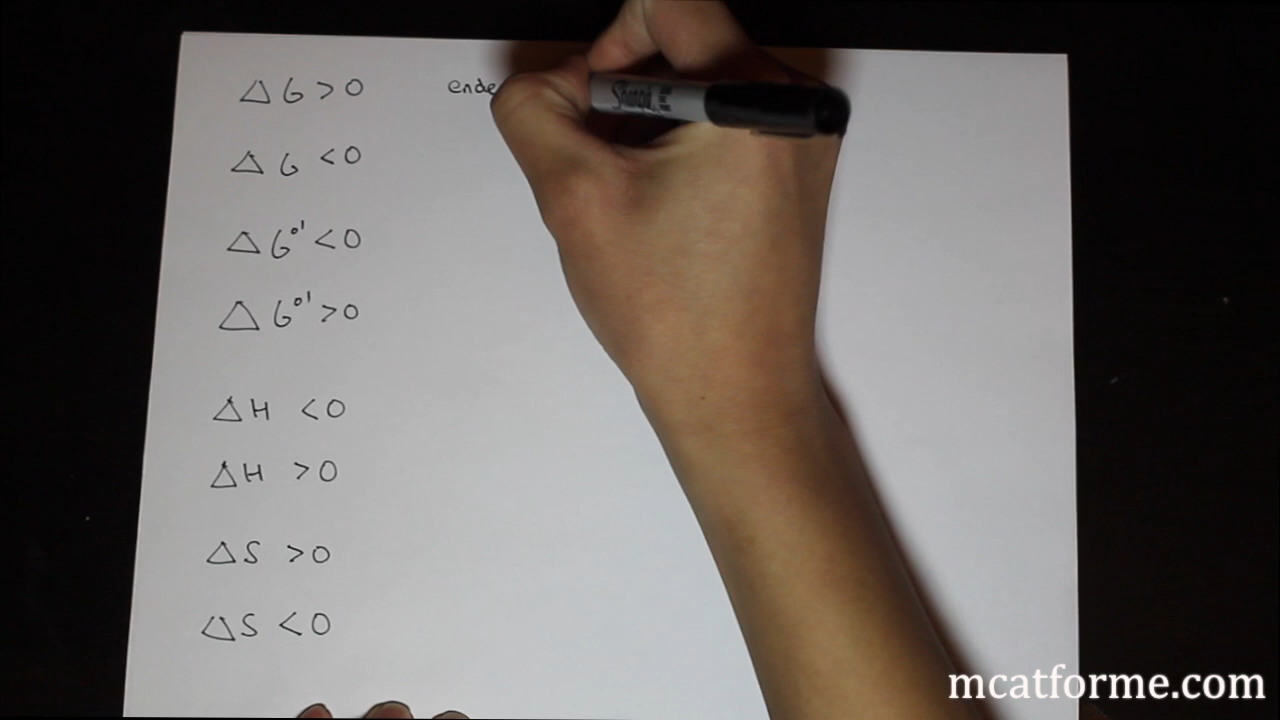 ΔG>0 ende
ΔG <0
ΔG°' <0
ΔG°' >0
ΔH <0
ΔH >0
ΔS >0
ΔS <0
Sharpie
mcatforme.com